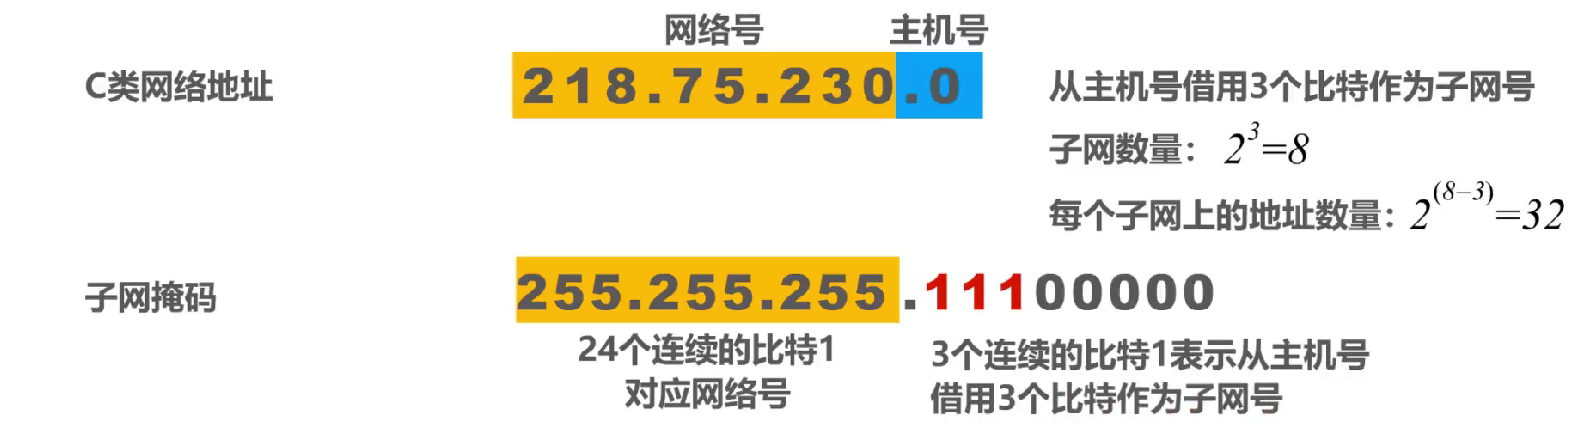 网络号 主机号
C类网络地址 218.75.230.0 从主机号借用3个比特作为子网号
子网数量： 2^3=8
每个子网上的地址数量：2^(8-3)=32
子网掩码 255.255.255.11100000
24个连续的比特1 3个连续的比特1表示从主机号
对应网络号 借用3个比特作为子网号